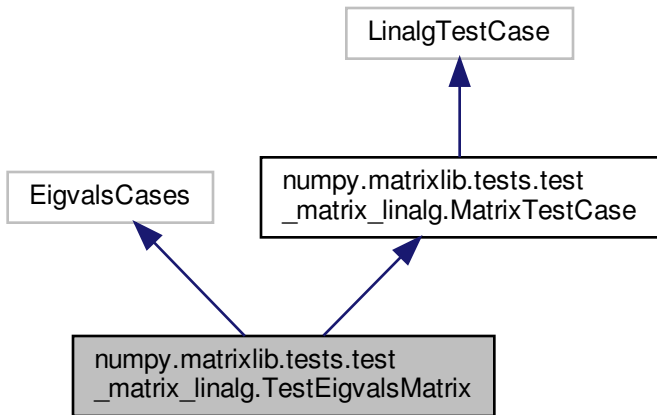 LinalgTestCase
EigvalsCases
numpy.matrixlib.tests.test
_matrix_linalg.MatrixTestCase
numpy.matrixlib.tests.test
_matrix_linalg.TestEigvalsMatrix